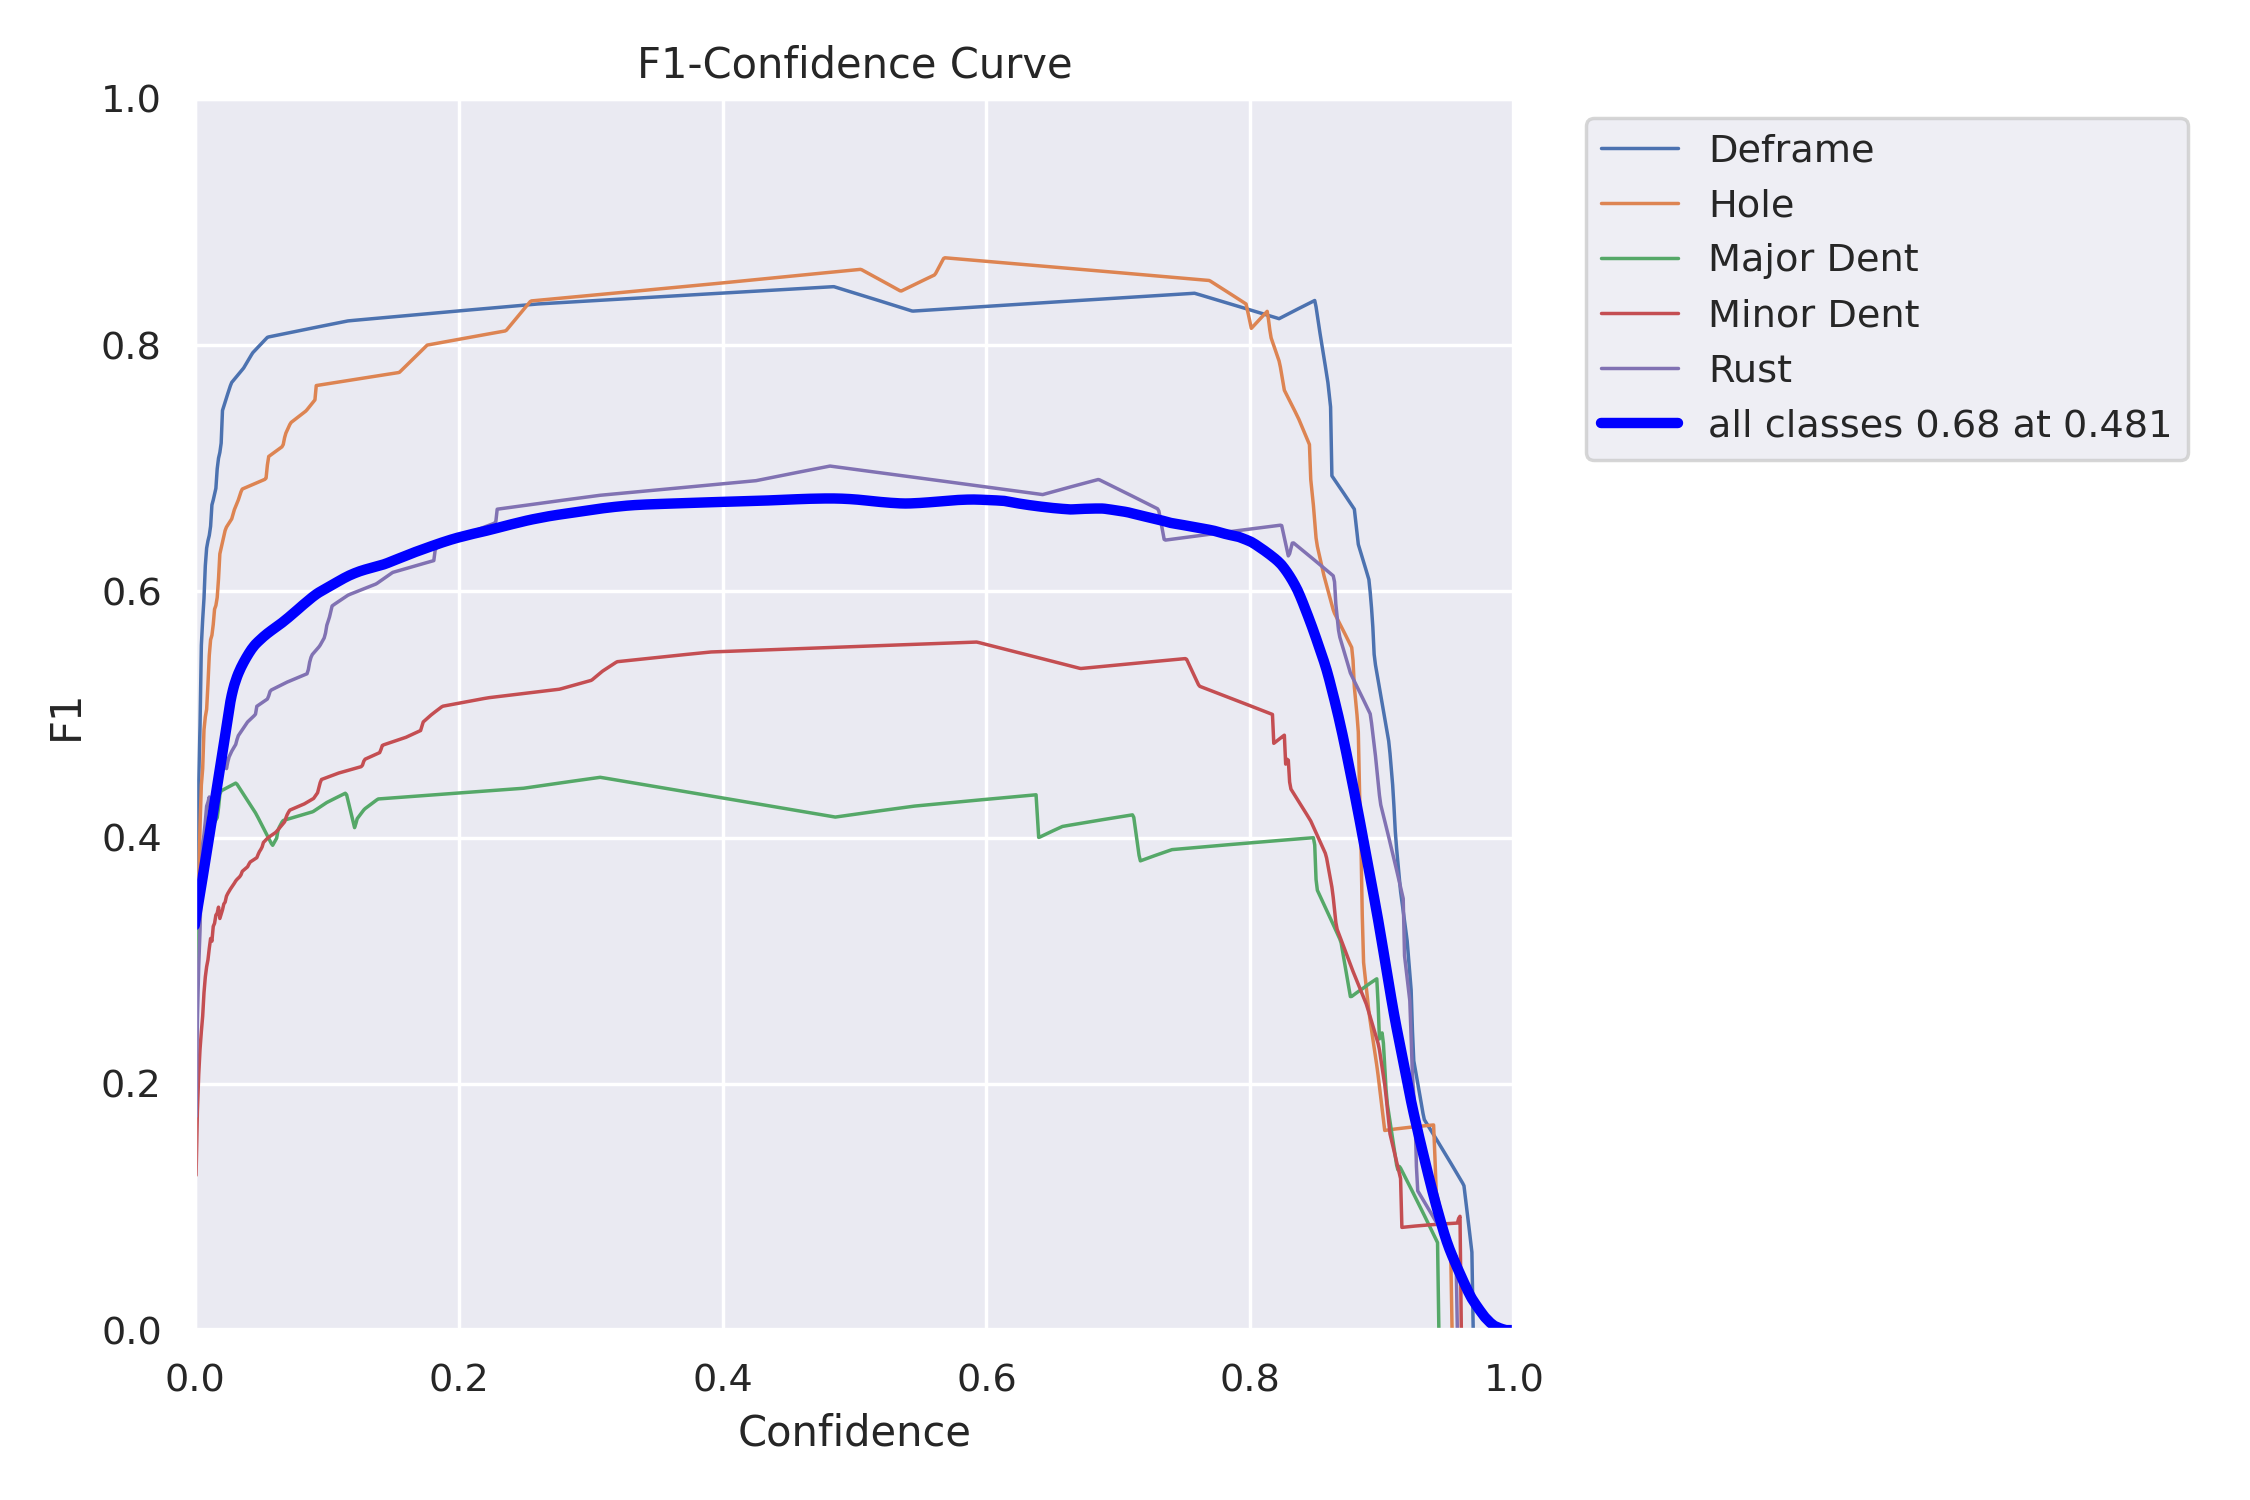 F1-Confidence Curve
1.0
0.8
0.6
0.4
0.2
0.0
F1
0.0 0.2 0.4 0.6 0.8 1.0
Confidence
Deframe
Hole
Major Dent
Minor Dent
Rust
all classes 0.68 at 0.481